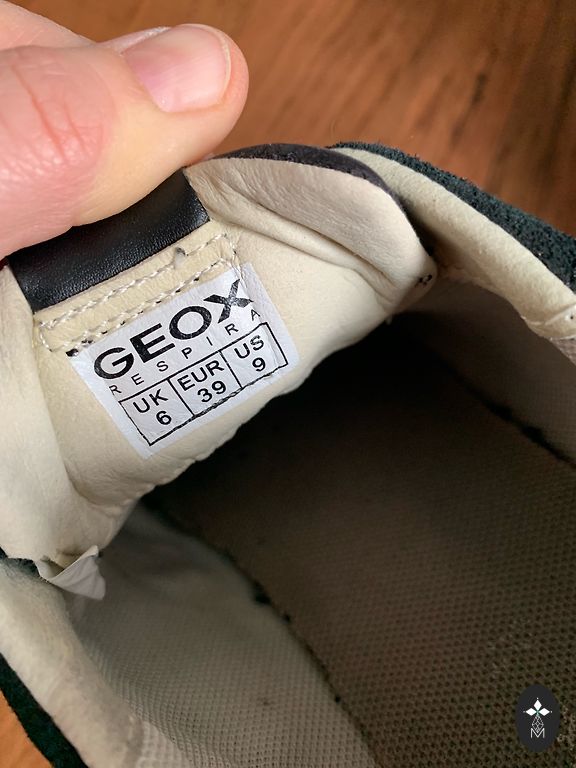 GEOX
RESPIRA
UK EUR US
6 39 9
M